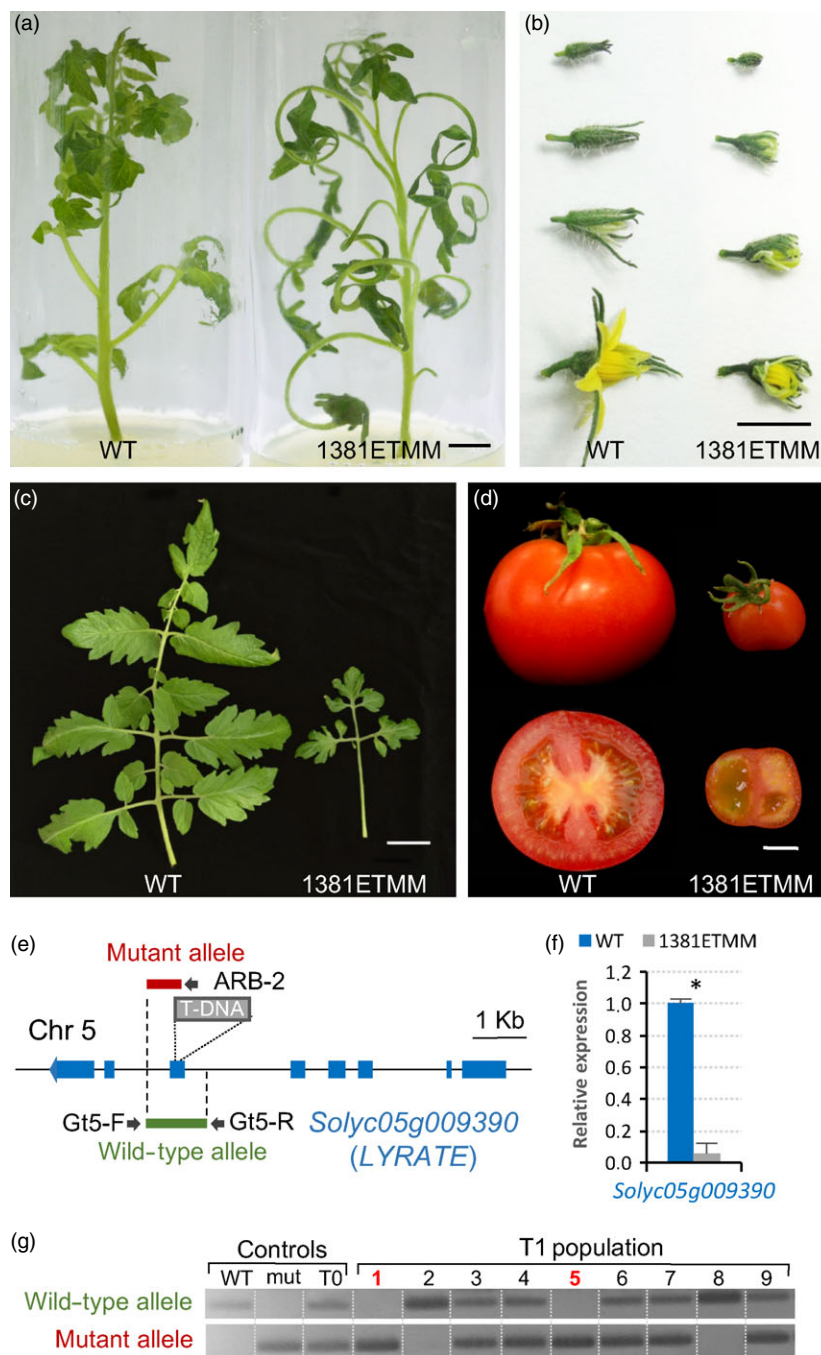 (a)
WT
1381ETMM
(b)
WT
1381ETMM
(c)
WT
1381ETMM
(d)
WT
1381ETMM
(e)
Mutant allele
ARB-2
T-DNA
Chr 5
1 Kb
Gt5-F
Gt5-R
Wild-type allele
Solyc05g009390
(LYRATE)
(f)
WT 1381ETMM
Relative expression
1.2
1.0
0.8
0.6
0.4
0.2
0.0
*
Solyc05g009390
(g)
Controls T1 population
WT mut T0 1 2 3 4 5 6 7 8 9
Wild-type allele
Mutant allele